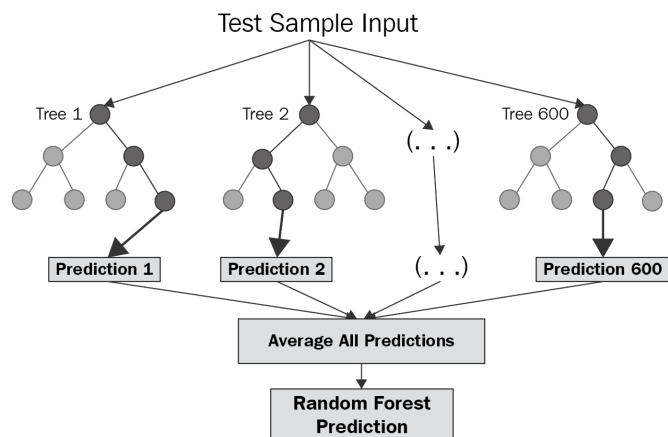 Test Sample Input
Tree 1
Tree 2
Tree 600
(. . .)
Prediction 1
Prediction 2
(. . .)
Prediction 600
Average All Predictions
Random Forest
Prediction